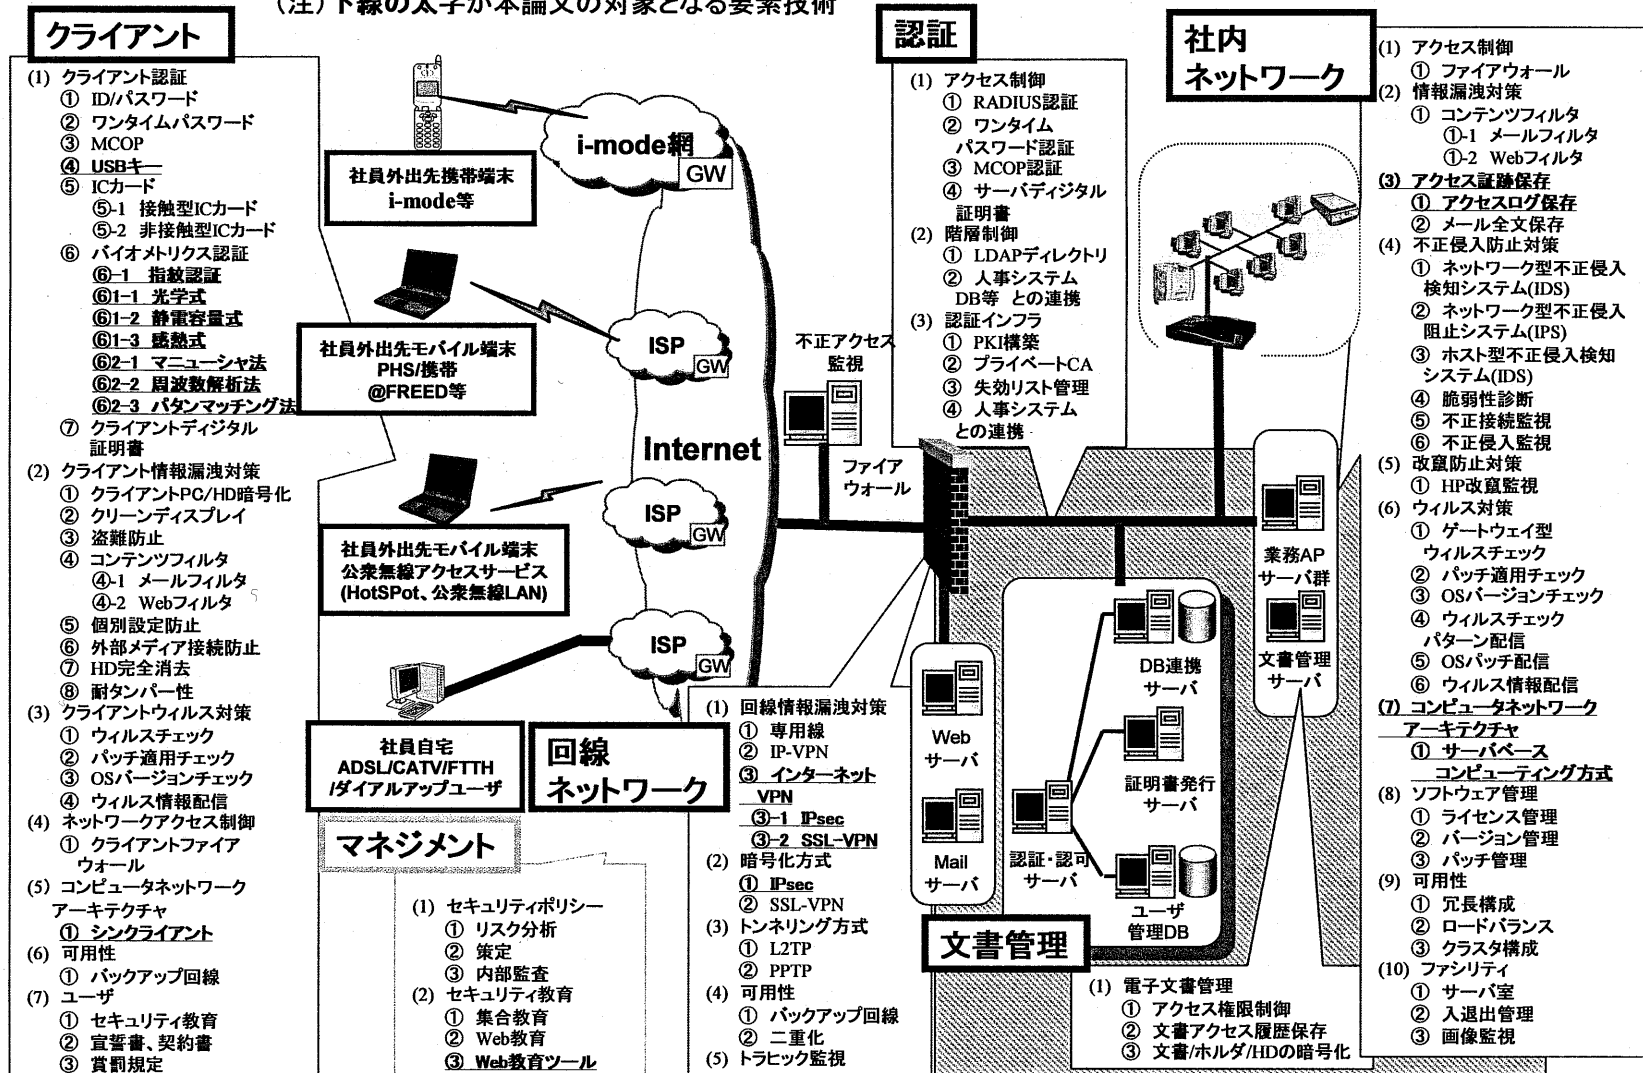 (注) 下線の太字が本論文の対象となる要素技術
クライアント
(1) クライアント認証
① ID/パスワード
② ワンタイムパスワード
③ MCOP
④ USBキー
⑤ ICカード
⑤-1 接触型ICカード
⑤-2 非接触型ICカード
⑥ バイオメトリクス認証
⑥-1 指紋認証
⑥1-1 光学式
⑥1-2 静電容量式
⑥1-3 感熱式
⑥2-1 マニューシャ法
⑥2-2 周波数解析法
⑥2-3 パタンマッチング法
⑦ クライアントディジタル
証明書
(2) クライアント情報漏洩対策
① クライアントPC/HD暗号化
② クリーンディスプレイ
③ 盗難防止
④ コンテンツフィルタ
④-1 メールフィルタ
④-2 Webフィルタ
⑤ 個別設定防止
⑥ 外部メディア接続防止
⑦ HD完全消去
⑧ 耐タンパー性
(3) クライアントウィルス対策
① ウィルスチェック
② パッチ適用チェック
③ OSバージョンチェック
④ ウィルス情報配信
(4) ネットワークアクセス制御
① クライアントファイア
ウォール
(5) コンピュータネットワーク
アーキテクチャ
① シンクライアント
(6) 可用性
① バックアップ回線
(7) ユーザ
① セキュリティ教育
② 宣誓書、契約書
③ 賞罰規定
社員外出先携帯端末
i-mode等
社員外出先モバイル端末
PHS/携帯
@FREED等
社員外出先モバイル端末
公衆無線アクセスサービス
(HotSPot、公衆無線LAN)
社員自宅
ADSL/CATV/FTTH
/ダイアルアップユーザ
i-mode網
GW
ISP
GW
Internet
ISP
GW
ISP
GW
マネジメント
(1) セキュリティポリシー
① リスク分析
② 策定
③ 内部監査
(2) セキュリティ教育
① 集合教育
② Web教育
③ Web教育ツール
回線
ネットワーク
(1) 回線情報漏洩対策
① 専用線
② IP-VPN
③ インターネット
VPN
③-1 IPsec
③-2 SSL-VPN
(2) 暗号化方式
① IPsec
② SSL-VPN
(3) トンネリング方式
① L2TP
② PPTP
(4) 可用性
① バックアップ回線
② 二重化
(5) トラヒック監視
不正アクセス
監視
ファイア
ウォール
認証
(1) アクセス制御
① RADIUS認証
② ワンタイム
パスワード認証
③ MCOP認証
④ サーバディジタル
証明書
(2) 階層制御
① LDAPディレクトリ
② 人事システム
DB等 との連携
(3) 認証インフラ
① PKI構築
② プライベートCA
③ 失効リスト管理
④ 人事システム
との連携
Web
サーバ
Mail
サーバ
DB連携
サーバ
証明書発行
サーバ
認証・認可
サーバ
ユーザ
管理DB
業務AP
サーバ群
文書管理
サーバ
文書管理
(1) 電子文書管理
① アクセス権限制御
② 文書アクセス履歴保存
③ 文書/ホルダ/HDの暗号化
社内
ネットワーク
(1) アクセス制御
① ファイアウォール
(2) 情報漏洩対策
① コンテンツフィルタ
①-1 メールフィルタ
①-2 Webフィルタ
(3) アクセス証跡保存
① アクセスログ保存
② メール全文保存
(4) 不正侵入防止対策
① ネットワーク型不正侵入
検知システム(IDS)
② ネットワーク型不正侵入
阻止システム(IPS)
③ ホスト型不正侵入検知
システム(IDS)
④ 脆弱性診断
⑤ 不正接続監視
⑥ 不正侵入監視
(5) 改竄防止対策
① HP改竄監視
(6) ウィルス対策
① ゲートウェイ型
ウィルスチェック
② パッチ適用チェック
③ OSバージョンチェック
④ ウィルスチェック
パターン配信
⑤ OSパッチ配信
⑥ ウィルス情報配信
(7) コンピュータネットワーク
アーキテクチャ
① サーバベース
コンピューティング方式
(8) ソフトウェア管理
① ライセンス管理
② バージョン管理
③ パッチ管理
(9) 可用性
① 冗長構成
② ロードバランス
③ クラスタ構成
(10) ファシリティ
① サーバ室
② 入退出管理
③ 画像監視